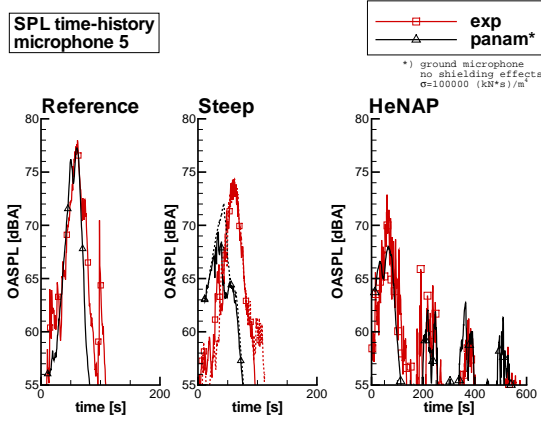 SPL time-history
microphone 5
exp
panam*
*) ground microphone
no shielding effects
σ=100000 (kN*s)/m⁴
Reference
Steep
HeNAP
80
75
70
65
60
55
OASPL [dBA]
0
200
time [s]
80
75
70
65
60
55
OASPL [dBA]
0
200
time [s]
80
75
70
65
60
55
OASPL [dBA]
0
200
400
600
time [s]